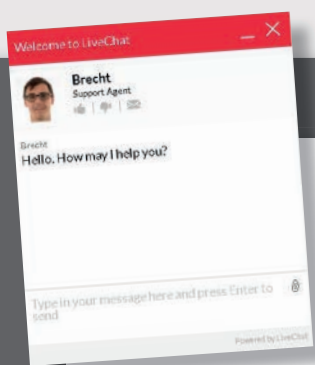 Welcome to LiveChat
Brecht
Support Agent
Brecht
Hello. How may I help you?
Type in your message here and press Enter to
send
Powered by LiveChat